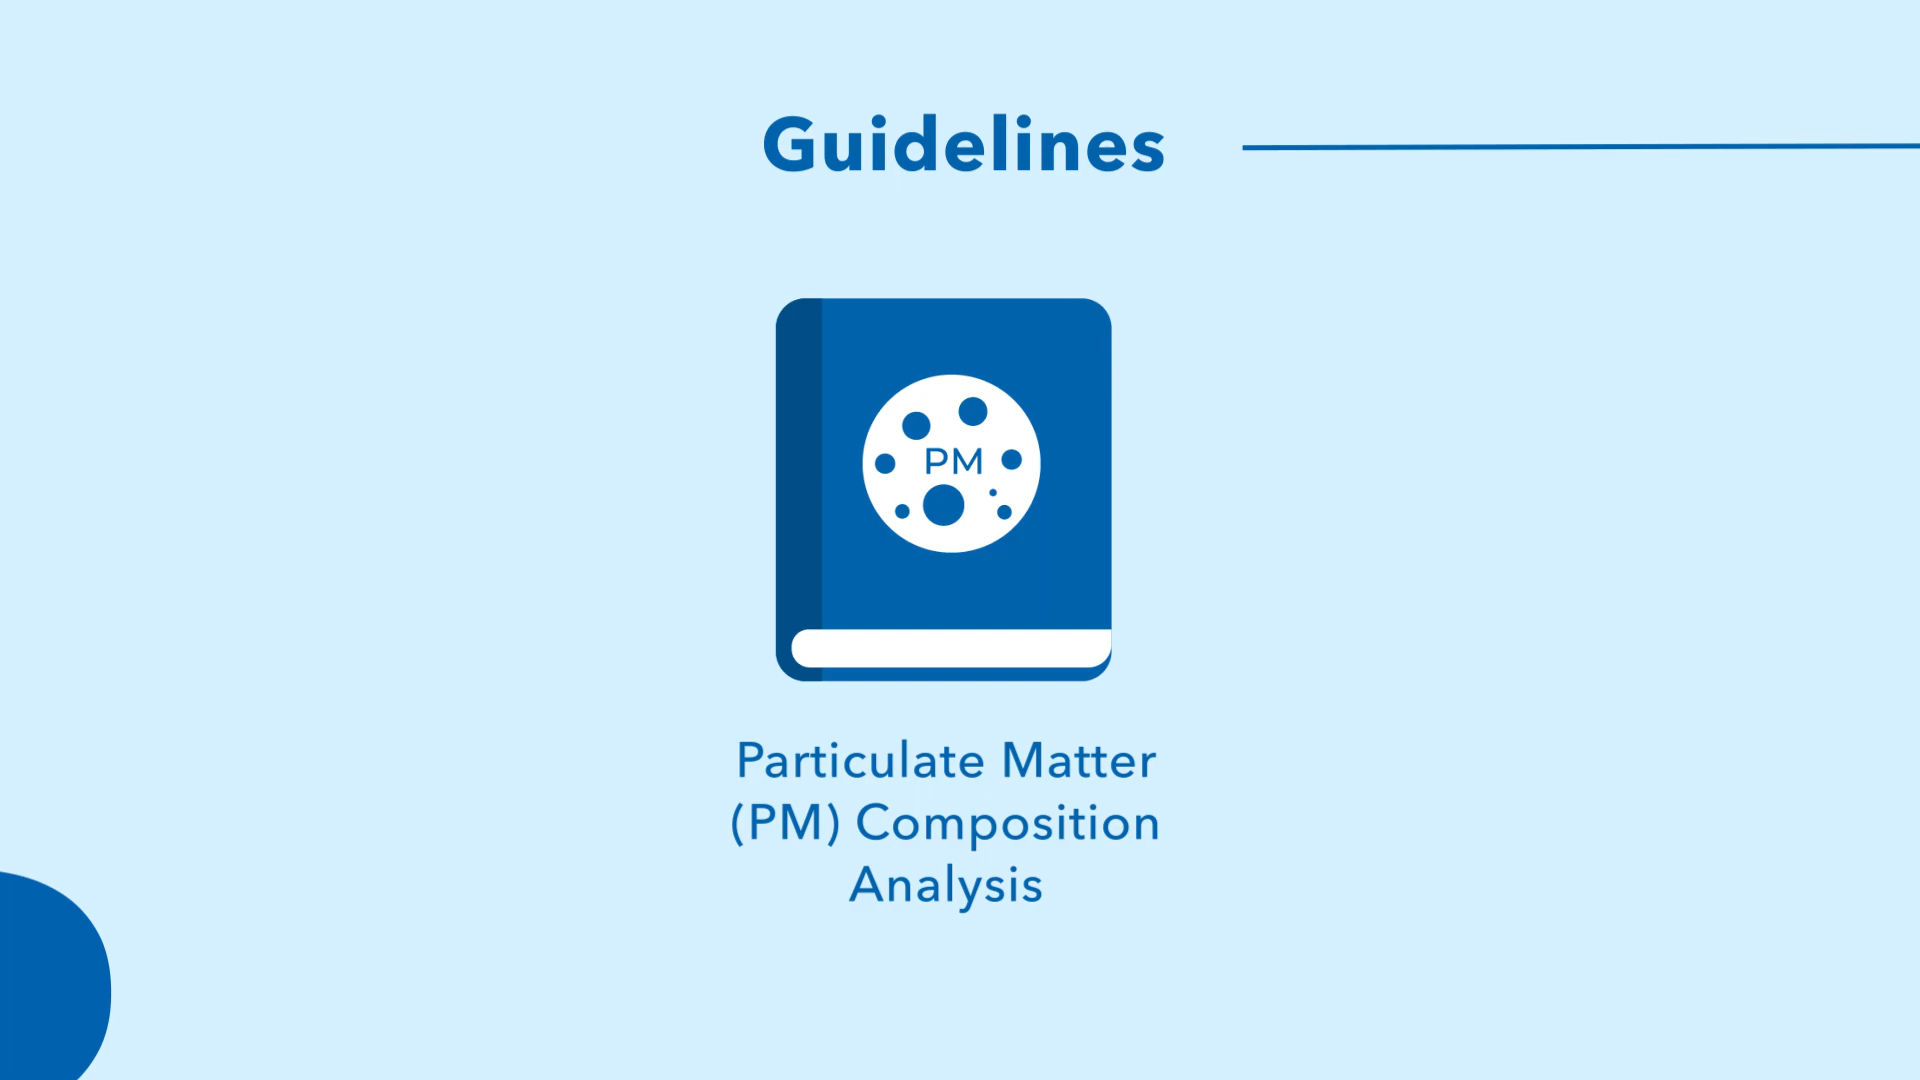 Guidelines
PM
Particulate Matter
(PM) Composition
Analysis